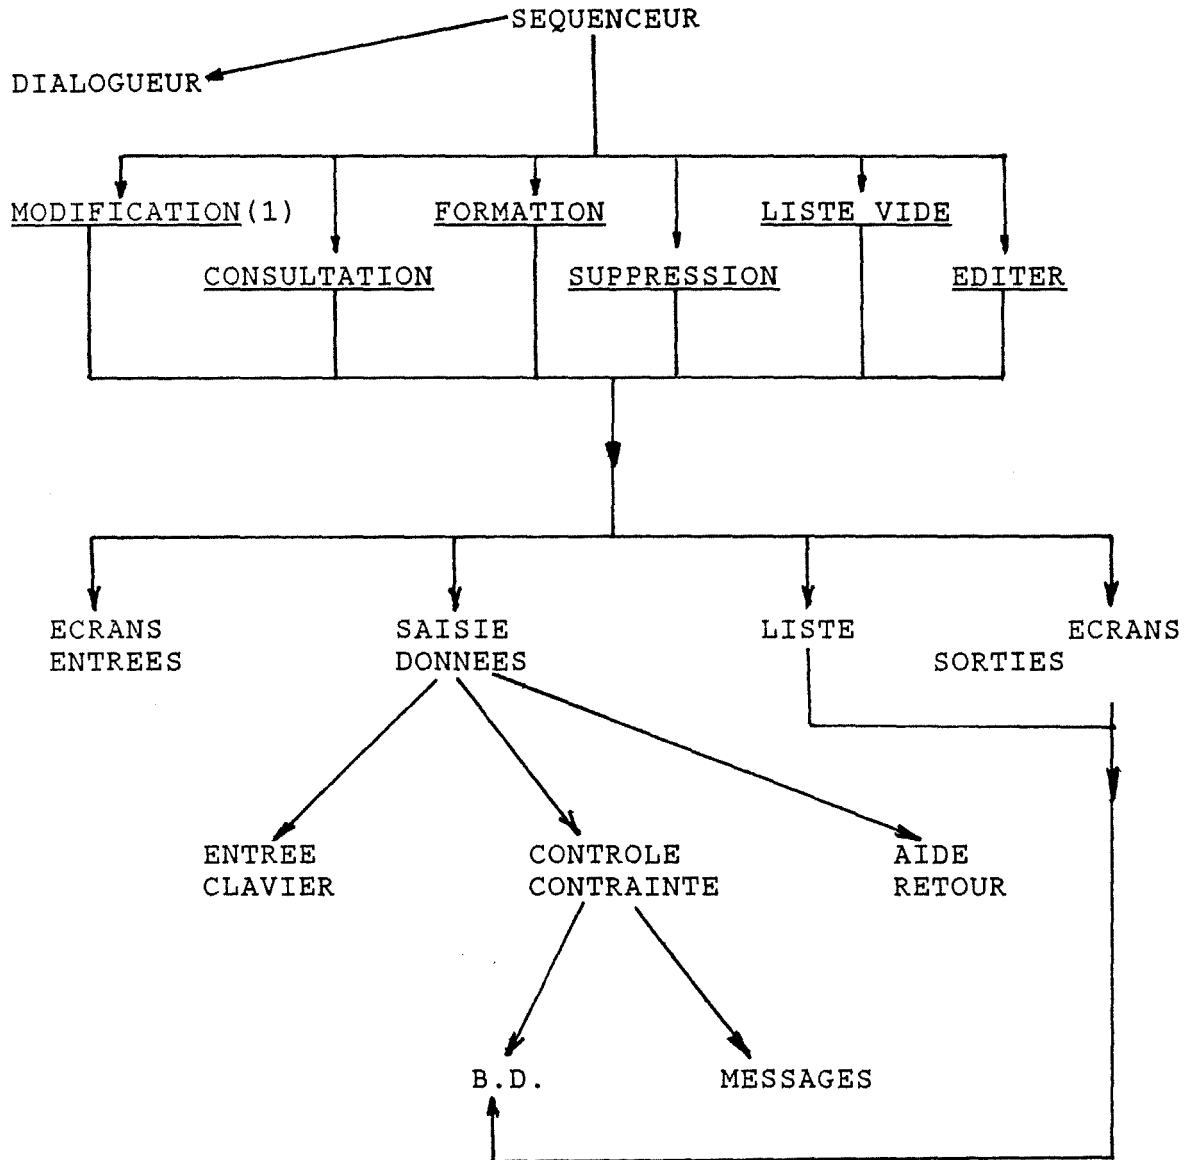 SEQUENCEUR
DIALOGUEUR
MODIFICATION(1) FORMATION LISTE VIDE
CONSULTATION SUPPRESSION EDITER
ECRANS SAISIE LISTE ECRANS
ENTREES DONNEES SORTIES
ENTREE CONTROLE AIDE
CLAVIER CONTRAINTE RETOUR
B.D. MESSAGES